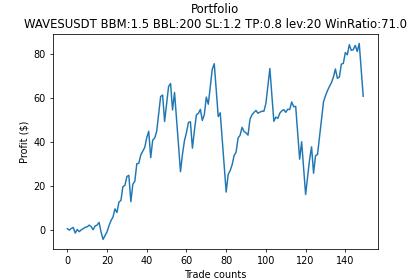 Portfolio
WAVESUSDT BBM:1.5 BBL:200 SL:1.2 TP:0.8 lev:20 WinRatio:71.0
Profit ($)
80
60
40
20
0
0 20 40 60 80 100 120 140
Trade counts